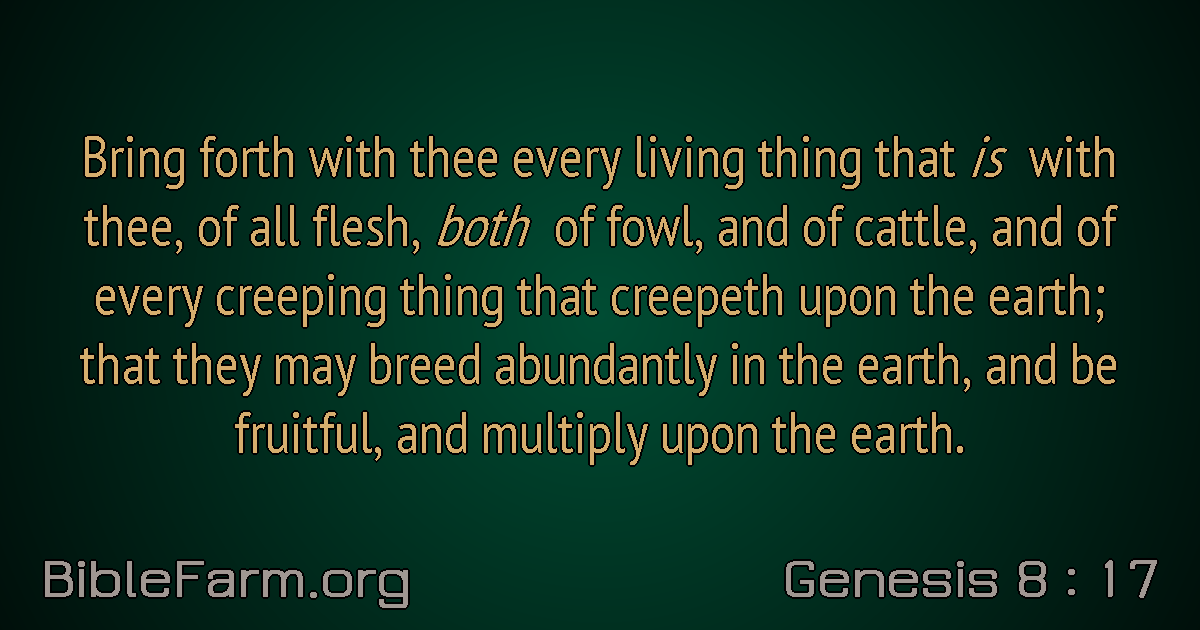 Bring forth with thee every living thing that is with
thee, of all flesh, both of fowl, and of cattle, and of
every creeping thing that creepeth upon the earth;
that they may breed abundantly in the earth, and be
fruitful, and multiply upon the earth.
BibleFarm.org
Genesis 8 : 17